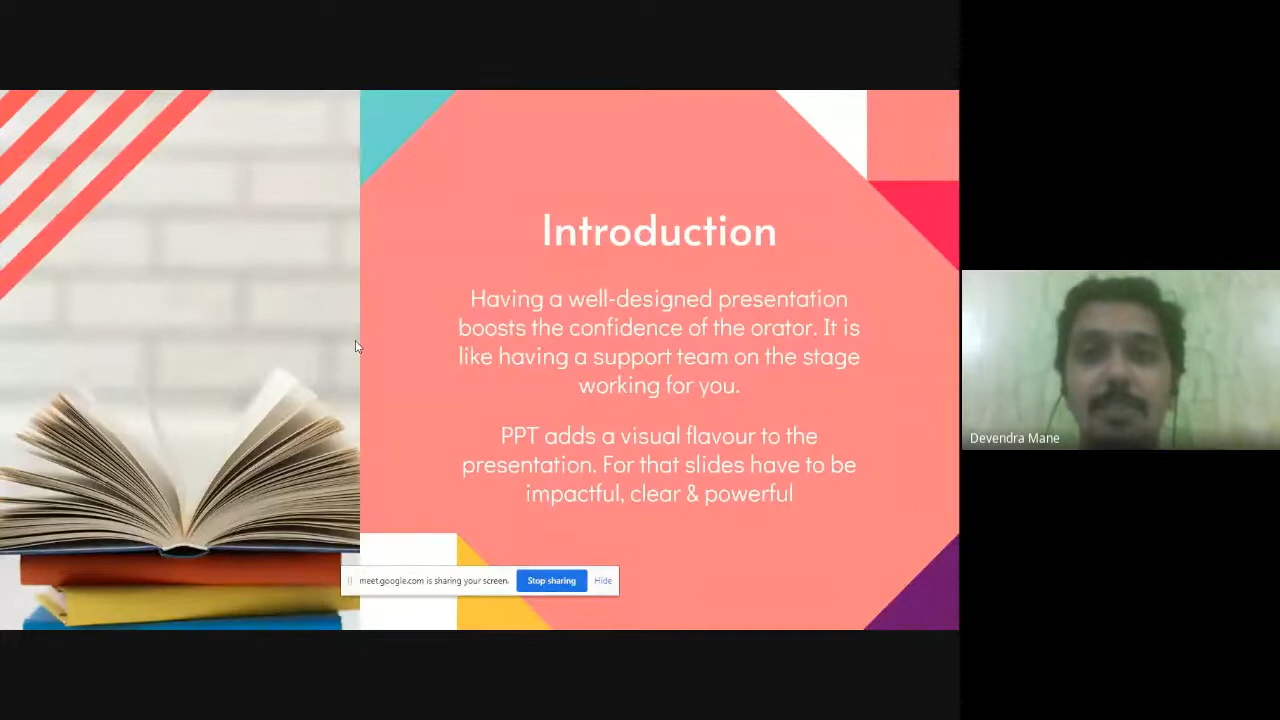 Introduction
Having a well-designed presentation
boosts the confidence of the orator. It is
like having a support team on the stage
working for you.
PPT adds a visual flavour to the
presentation. For that slides have to be
impactful, clear & powerful
meet.google.com is sharing your screen.
Stop sharing
Hide
Devendra Mane